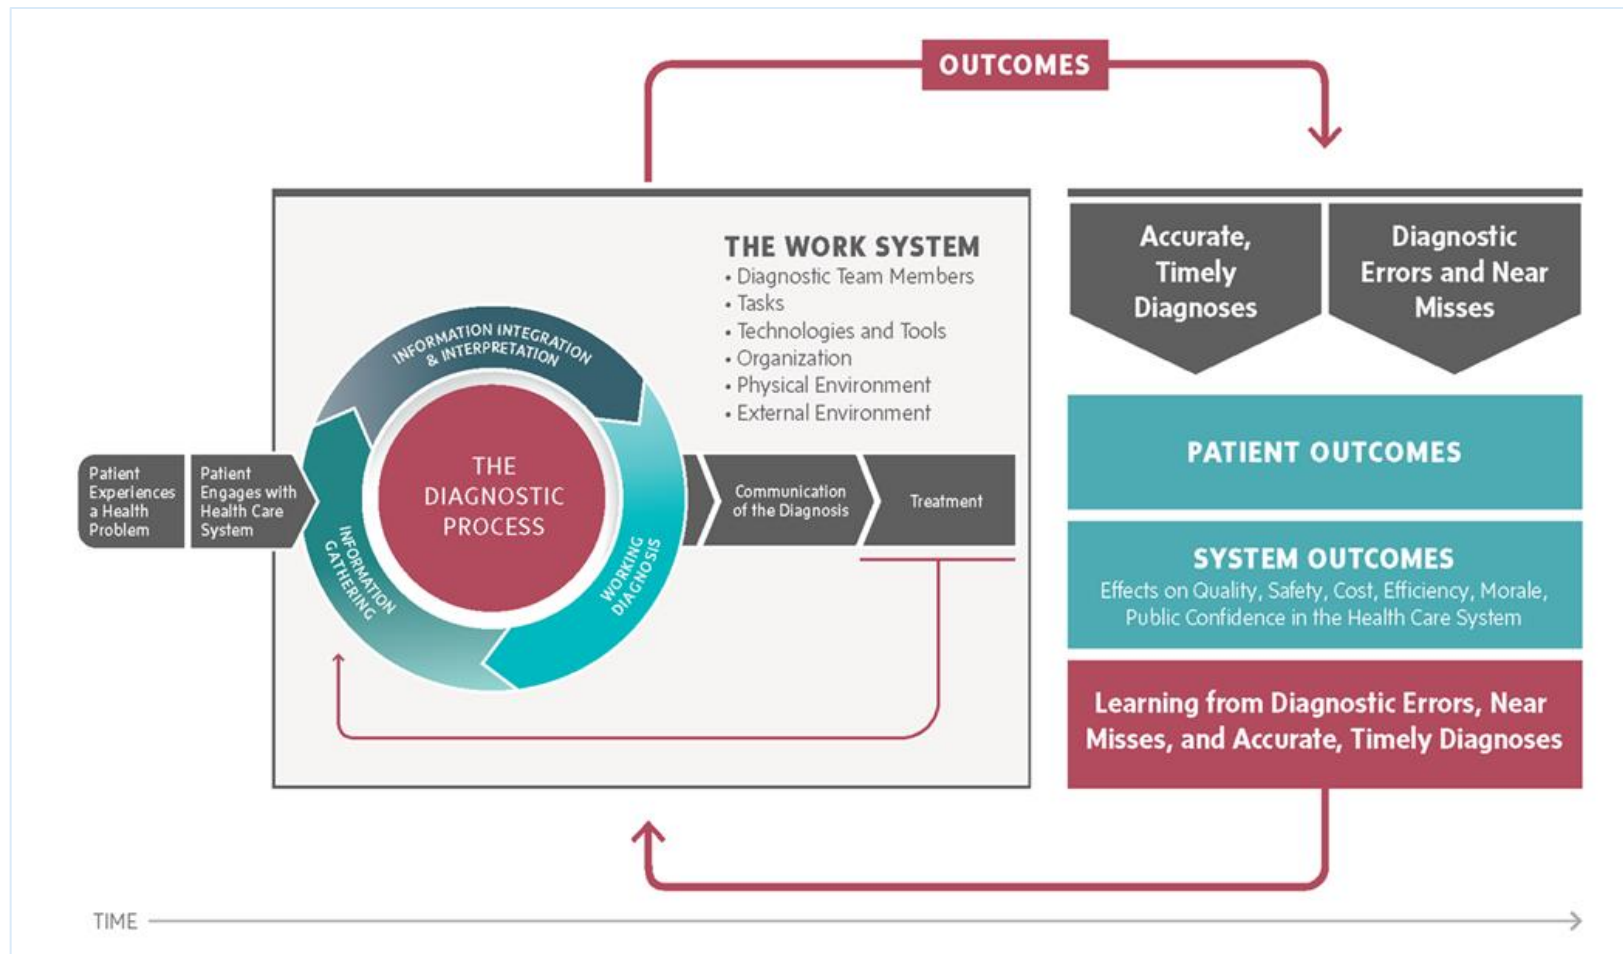 OUTCOMES
THE WORK SYSTEM
• Diagnostic Team Members
• Tasks
• Technologies and Tools
• Organization
• Physical Environment
• External Environment
Patient
Experiences
a Health
Problem
Patient
Engages with
Health Care
System
INFORMATION INTEGRATION
& INTERPRETATION
THE
DIAGNOSTIC
PROCESS
INFORMATION
GATHERING
WORKING
DIAGNOSIS
Communication
of the Diagnosis
Treatment
Accurate,
Timely
Diagnoses
Diagnostic
Errors and Near
Misses
PATIENT OUTCOMES
SYSTEM OUTCOMES
Effects on Quality, Safety, Cost, Efficiency, Morale,
Public Confidence in the Health Care System
Learning from Diagnostic Errors, Near
Misses, and Accurate, Timely Diagnoses
TIME